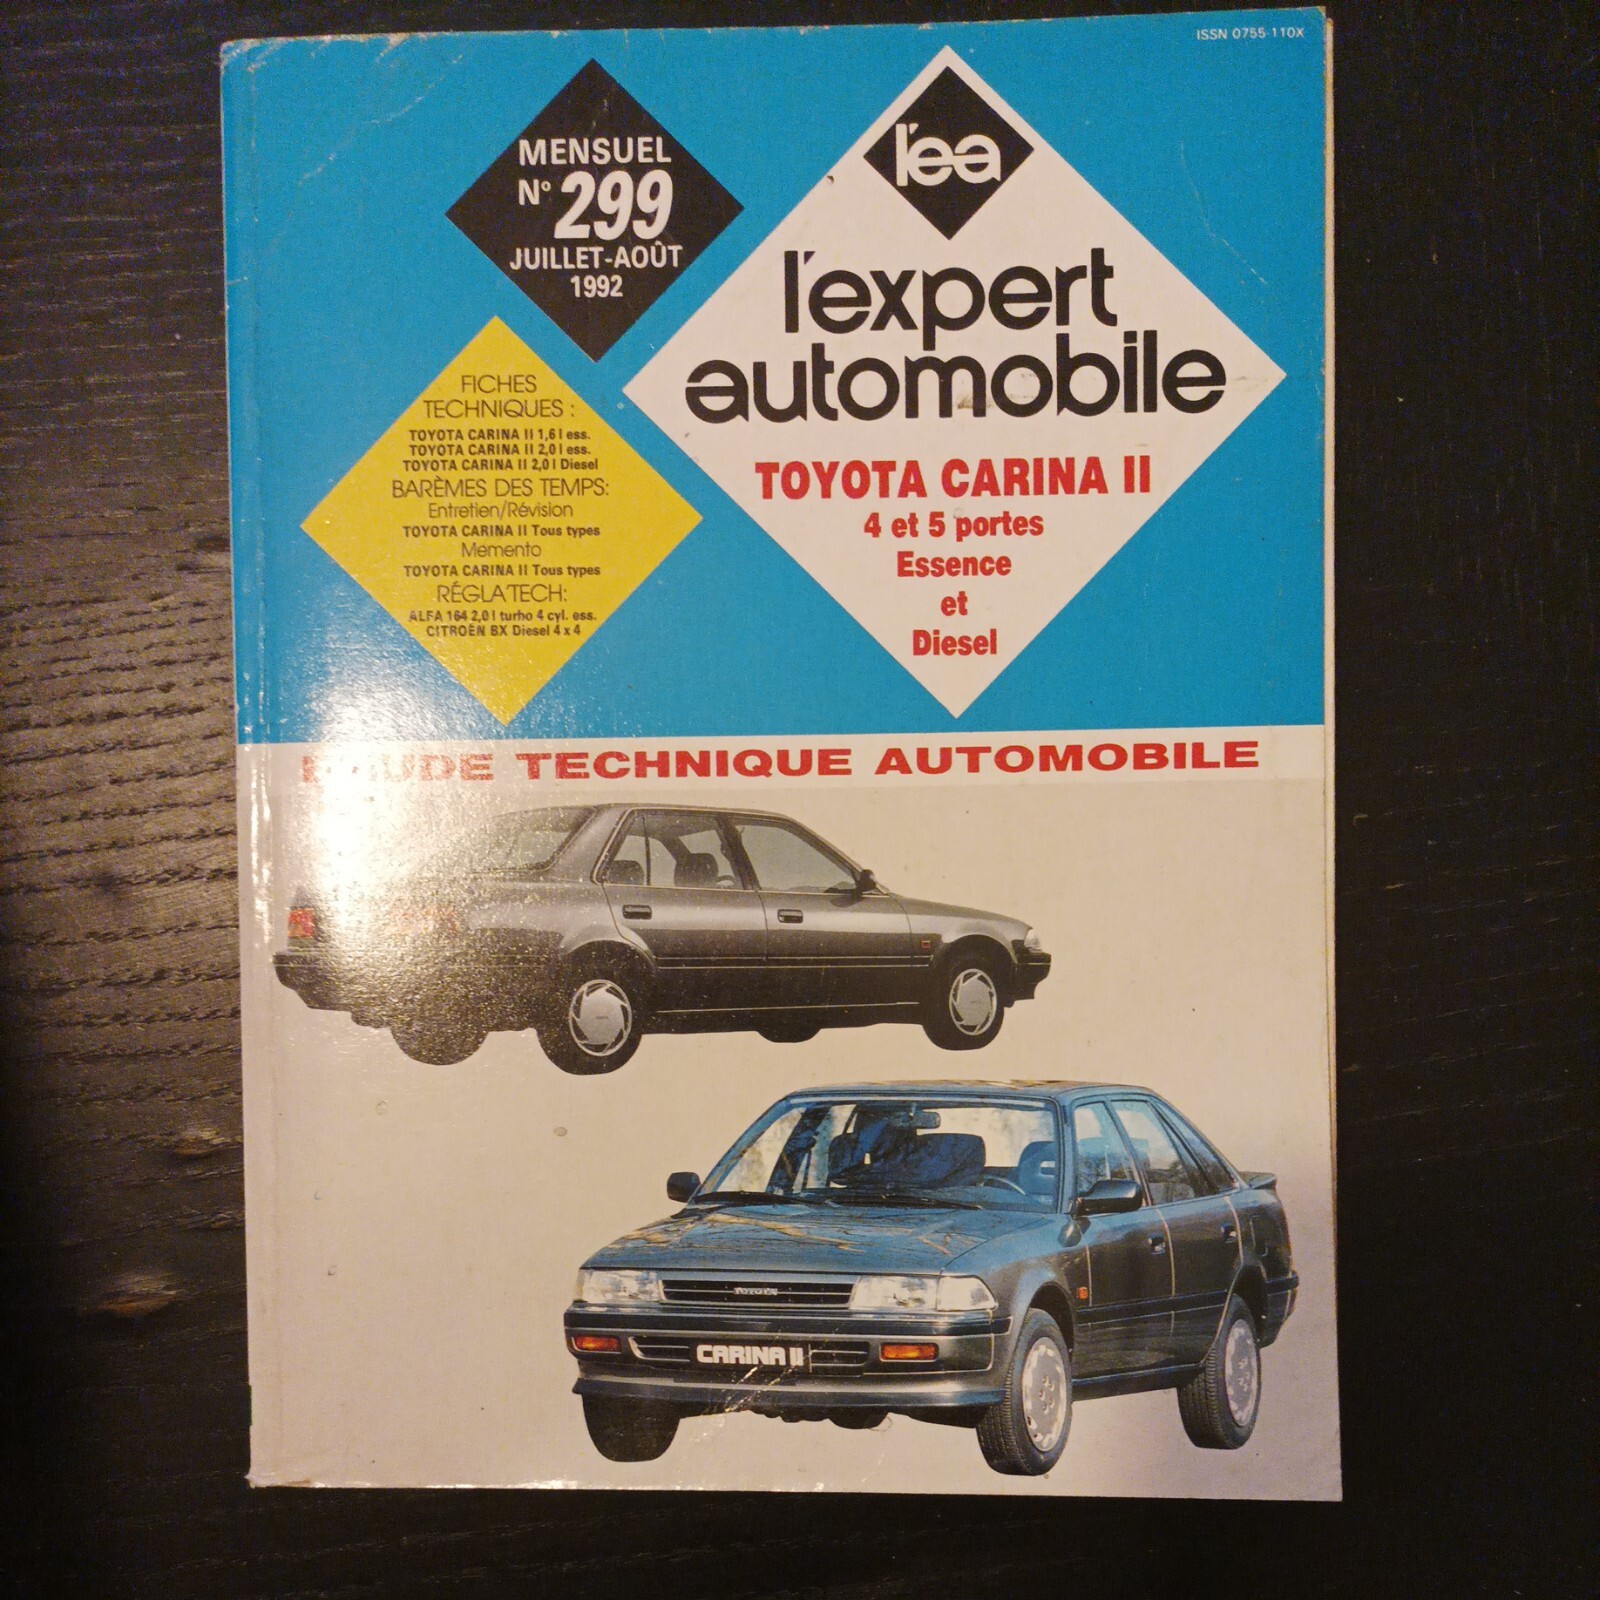 ISSN 0755-110X
MENSUEL
N° 299
JUILLET-AOÛT
1992
l'ea
l'expert
automobile
TOYOTA CARINA II
4 et 5 portes
Essence
et
Diesel
FICHES
TECHNIQUES :
TOYOTA CARINA II 1,6 l ess.
TOYOTA CARINA II 2,0 l ess.
TOYOTA CARINA II 2,0 l Diesel
BARÈMES DES TEMPS:
Entretien/Révision
TOYOTA CARINA II Tous types
Memento
TOYOTA CARINA II Tous types
RÉGLA'TECH:
ALFA 164 2,0 l turbo 4 cyl. ess.
CITROËN BX Diesel 4 x 4
ETUDE TECHNIQUE AUTOMOBILE
TOYOTA
CARINA II